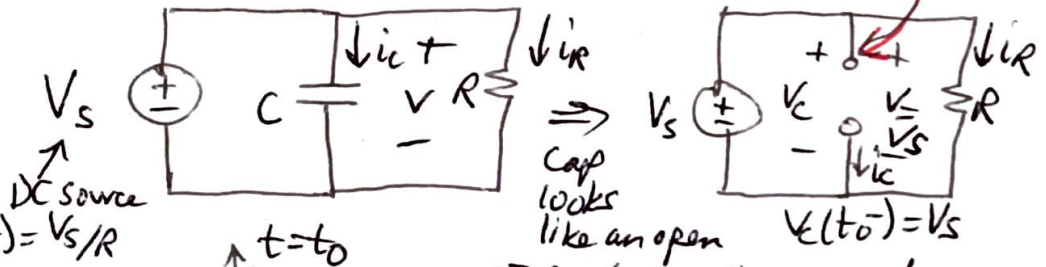 ↓ic + ↓iR
Vs + − C V R
−
DC source
)= Vs/R
t=t0
⇒
Cap
looks
like an open
+ + ↓iR
Vs + − Vc V= Vs R
− −
↓ic
Vc(t0-)=Vs